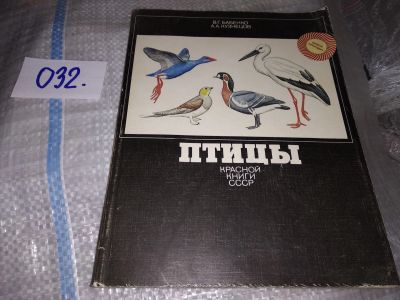 032.
В.Г. БАБЕНКО
А.А. КУЗНЕЦОВ
ПТИЦЫ
КРАСНОЙ
КНИГИ
СССР